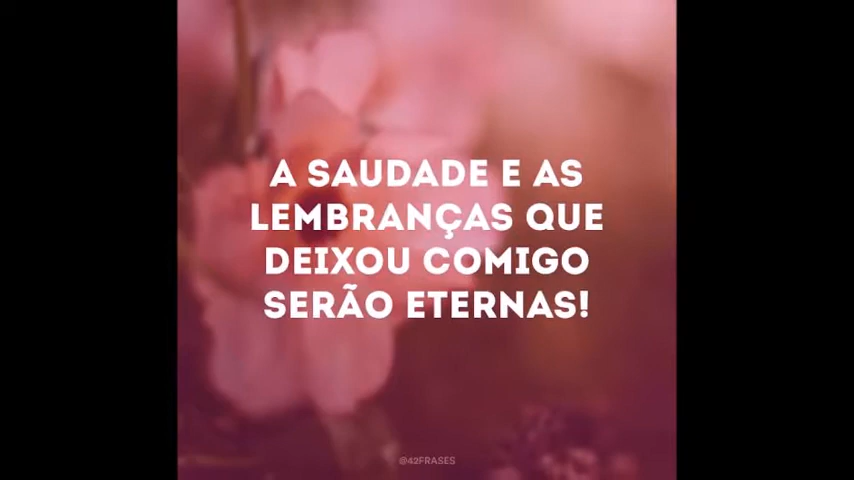 A SAUDADE E AS
LEMBRANÇAS QUE
DEIXOU COMIGO
SERÃO ETERNAS!
@42FRASES